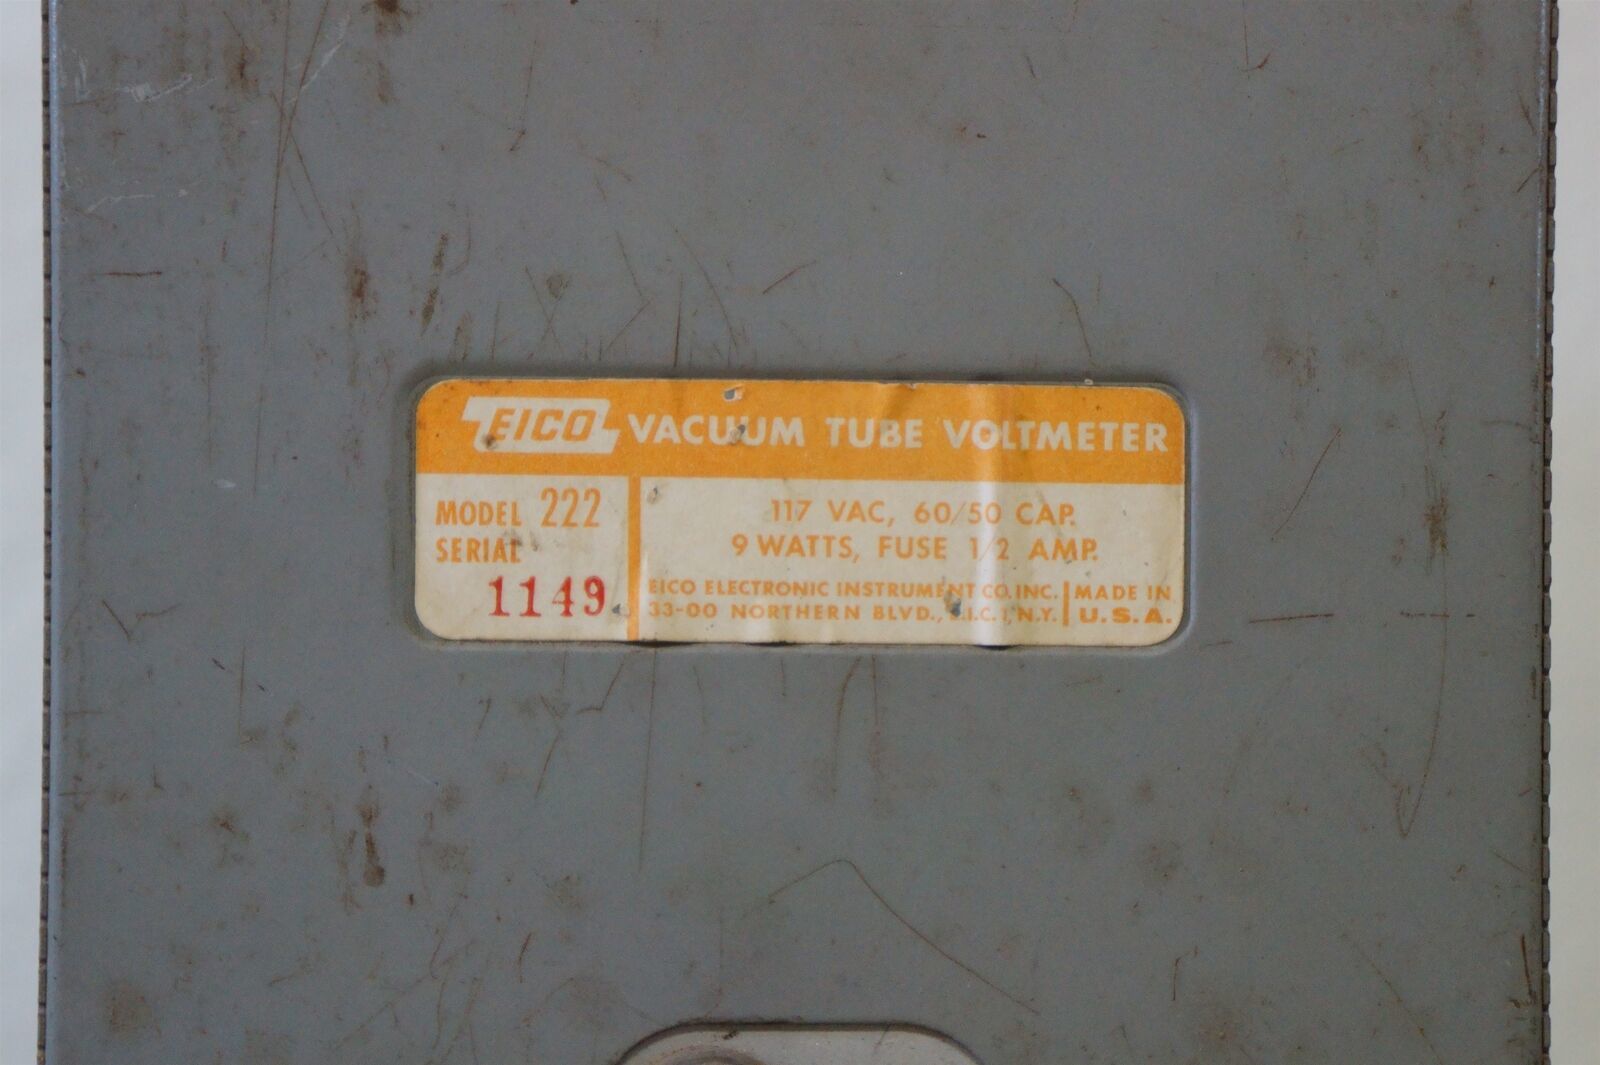 EICO VACUUM TUBE VOLTMETER
MODEL 222
SERIAL
1149
117 VAC, 60/50 CAP.
9 WATTS, FUSE 1/2 AMP.
EICO ELECTRONIC INSTRUMENT CO. INC.
33-00 NORTHERN BLVD., L.I.C. 1, N.Y.
MADE IN
U.S.A.